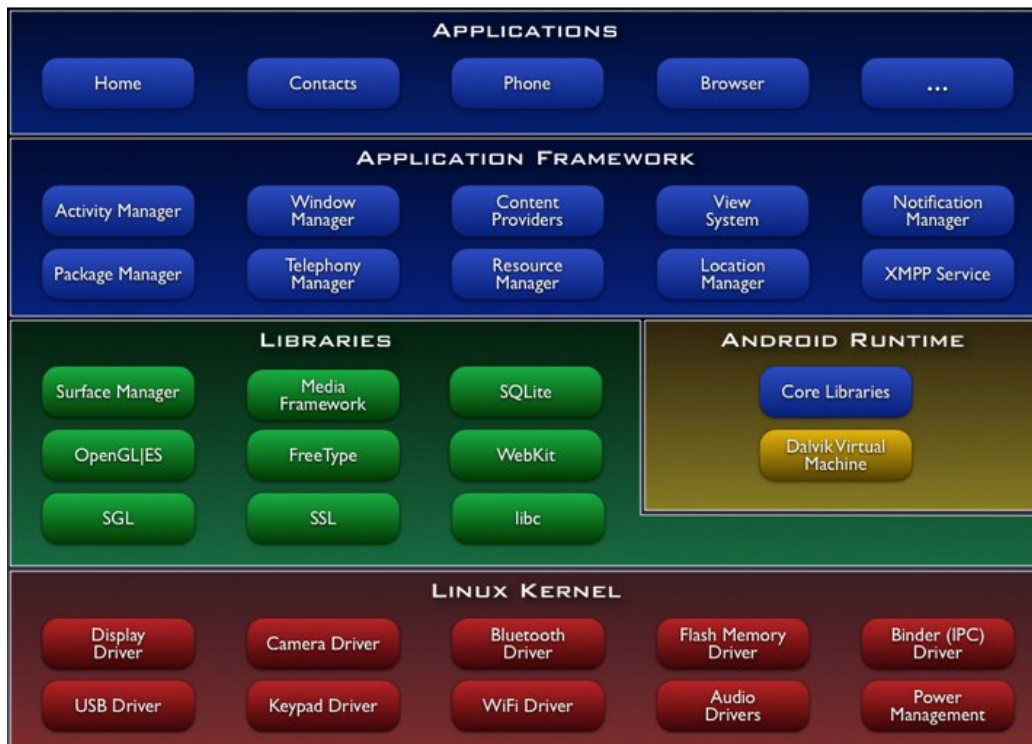 APPLICATIONS
Home
Contacts
Phone
Browser
...
APPLICATION FRAMEWORK
Activity Manager
Window
Manager
Content
Providers
View
System
Notification
Manager
Package Manager
Telephony
Manager
Resource
Manager
Location
Manager
XMPP Service
LIBRARIES
Surface Manager
Media
Framework
SQLite
OpenGL|ES
FreeType
WebKit
SGL
SSL
libc
ANDROID RUNTIME
Core Libraries
Dalvik Virtual
Machine
LINUX KERNEL
Display
Driver
Camera Driver
Bluetooth
Driver
Flash Memory
Driver
Binder (IPC)
Driver
USB Driver
Keypad Driver
WiFi Driver
Audio
Drivers
Power
Management